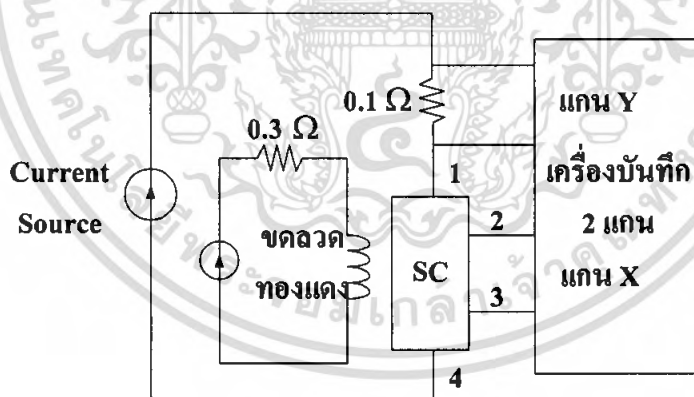 0.1 Ω
0.3 Ω
Current
Source
ขดลวด
ทองแดง
1
2
3
4
SC
แกน Y
เครื่องบันทึก
2 แกน
แกน X